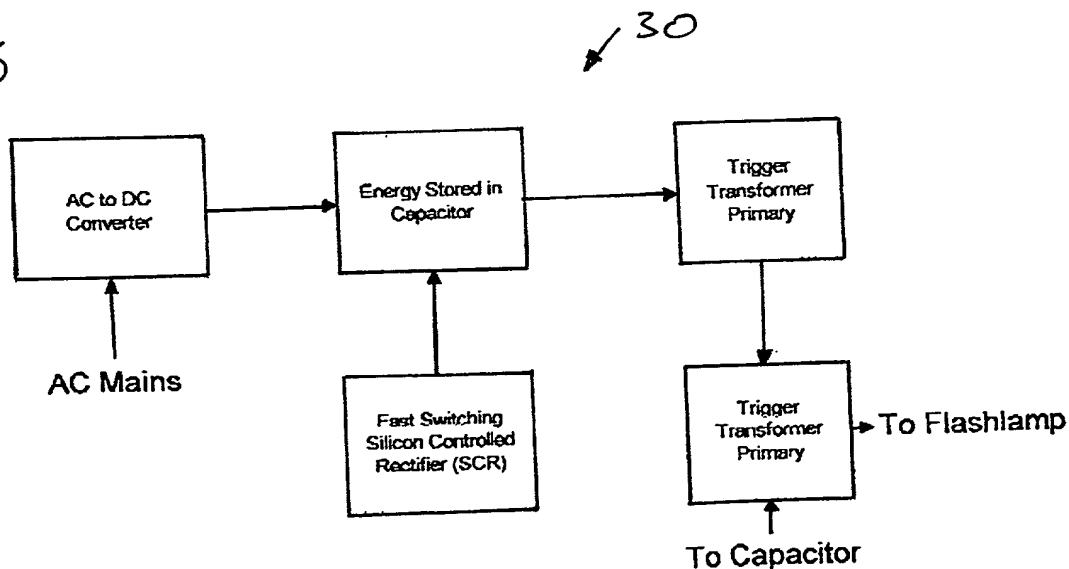 30
AC to DC
Converter
Energy Stored in
Capacitor
Trigger
Transformer
Primary
AC Mains
Fast Switching
Silicon Controlled
Rectifier (SCR)
Trigger
Transformer
Primary
To Flashlamp
To Capacitor